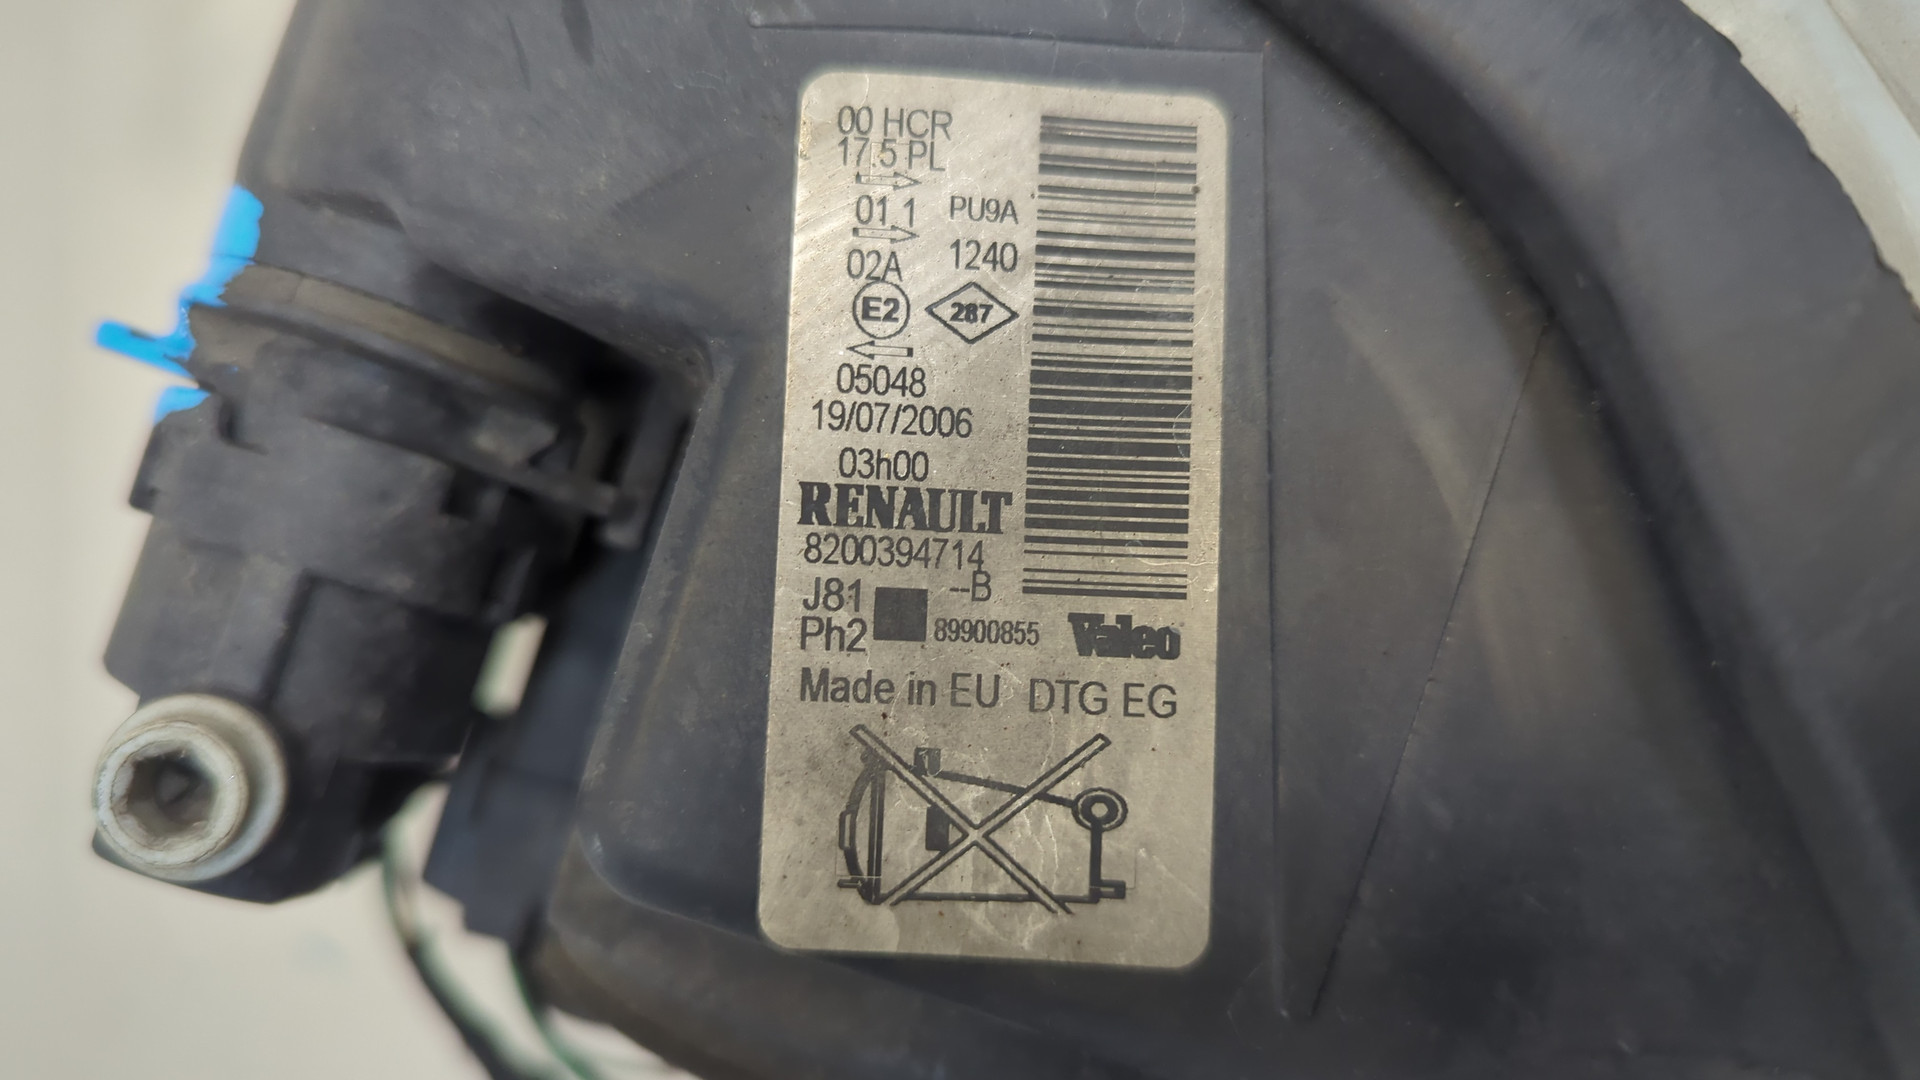 00 HCR
17.5 PL
01.1 PU9A
02A 1240
E2 287
05048
19/07/2006
03h00
RENAULT
8200394714
--B
J81
Ph2 89900855 Valeo
Made in EU DTG EG